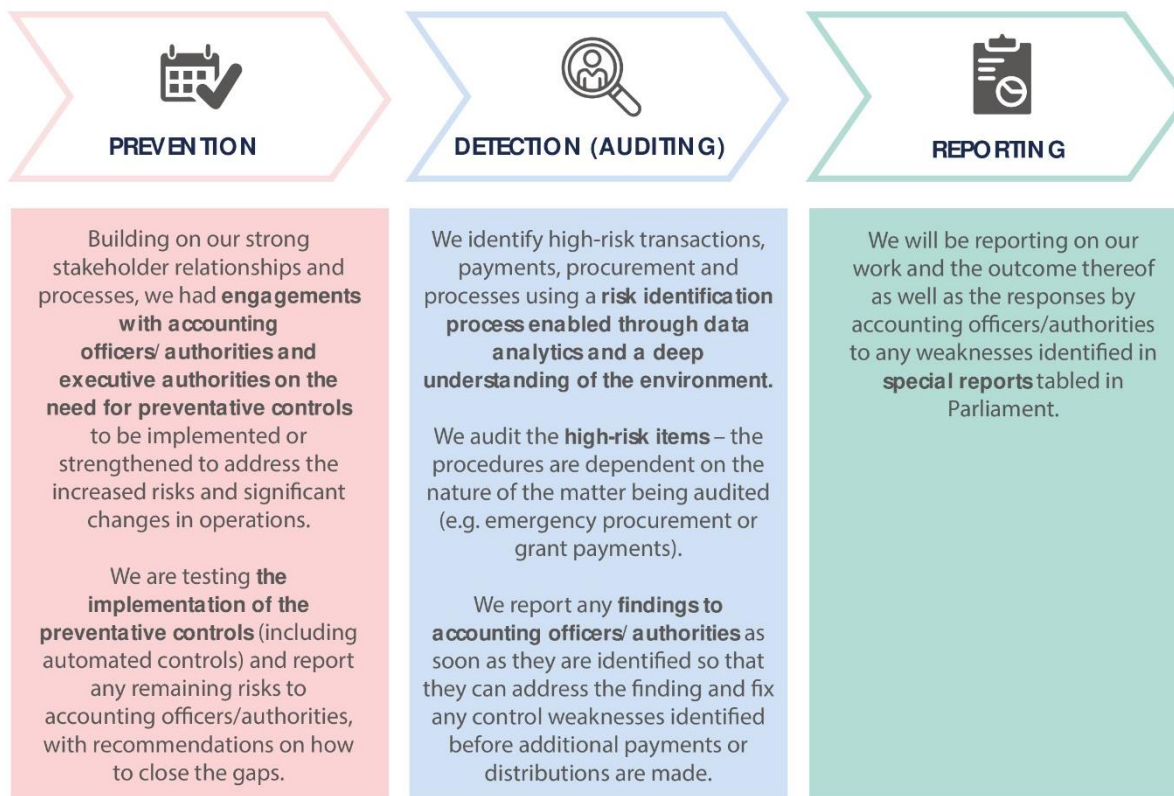 PREVENTION
DETECTION (AUDITING)
REPORTING
Building on our strong
stakeholder relationships and
processes, we had engagements
with accounting
officers/ authorities and
executive authorities on the
need for preventative controls
to be implemented or
strengthened to address the
increased risks and significant
changes in operations.
We are testing the
implementation of the
preventative controls (including
automated controls) and report
any remaining risks to
accounting officers/authorities,
with recommendations on how
to close the gaps.
We identify high-risk transactions,
payments, procurement and
processes using a risk identification
process enabled through data
analytics and a deep
understanding of the environment.
We audit the high-risk items – the
procedures are dependent on the
nature of the matter being audited
(e.g. emergency procurement or
grant payments).
We report any findings to
accounting officers/ authorities as
soon as they are identified so that
they can address the finding and fix
any control weaknesses identified
before additional payments or
distributions are made.
We will be reporting on our
work and the outcome thereof
as well as the responses by
accounting officers/authorities
to any weaknesses identified in
special reports tabled in
Parliament.